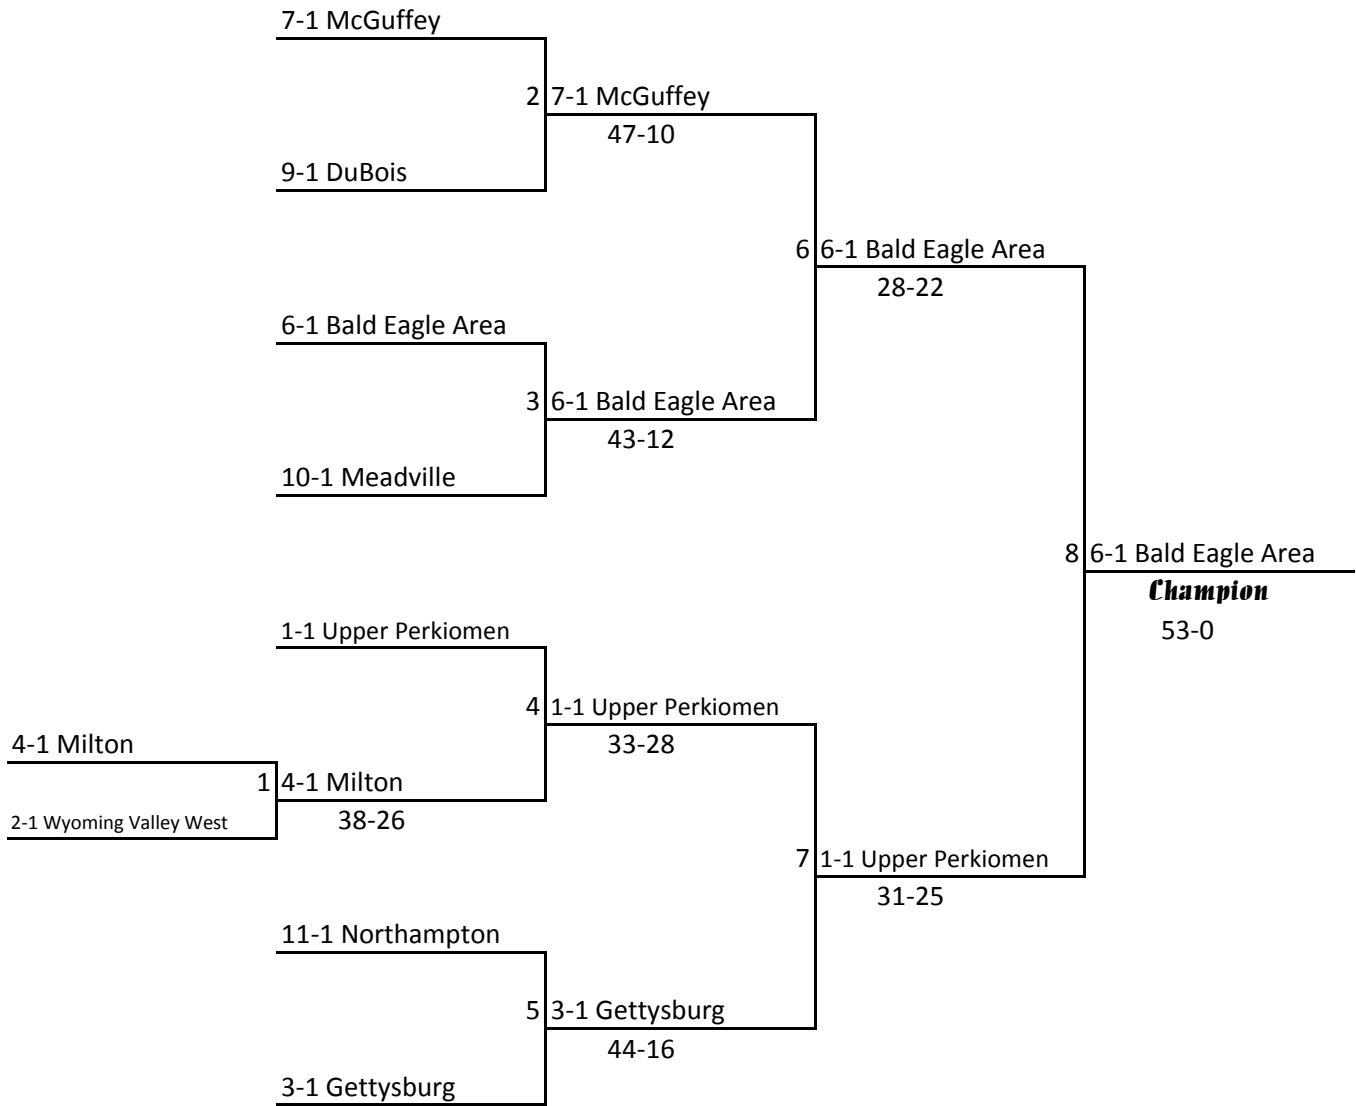 7-1 McGuffey
2 7-1 McGuffey
47-10
9-1 DuBois
6 6-1 Bald Eagle Area
28-22
6-1 Bald Eagle Area
3 6-1 Bald Eagle Area
43-12
10-1 Meadville
8 6-1 Bald Eagle Area
Champion
53-0
1-1 Upper Perkiomen
4 1-1 Upper Perkiomen
33-28
4-1 Milton
1 4-1 Milton
38-26
2-1 Wyoming Valley West
7 1-1 Upper Perkiomen
31-25
11-1 Northampton
5 3-1 Gettysburg
44-16
3-1 Gettysburg